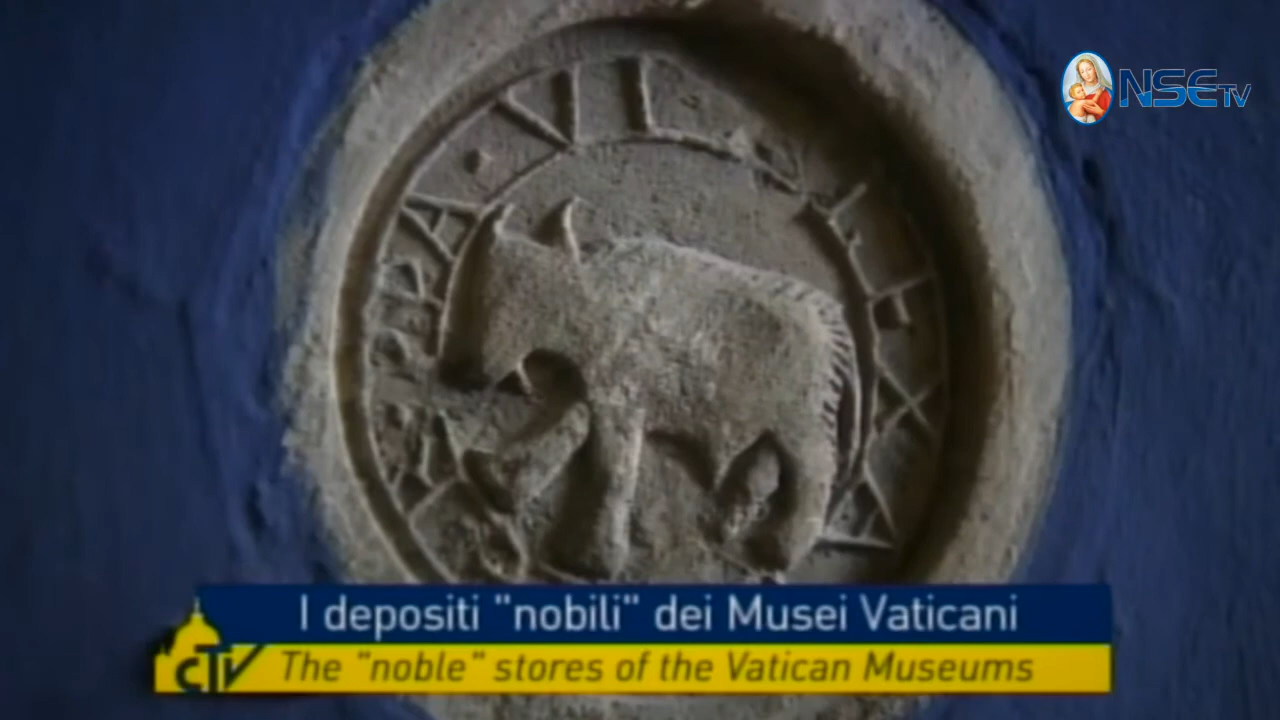 NSETV
I depositi "nobili" dei Musei Vaticani
CTV
The "noble" stores of the Vatican Museums